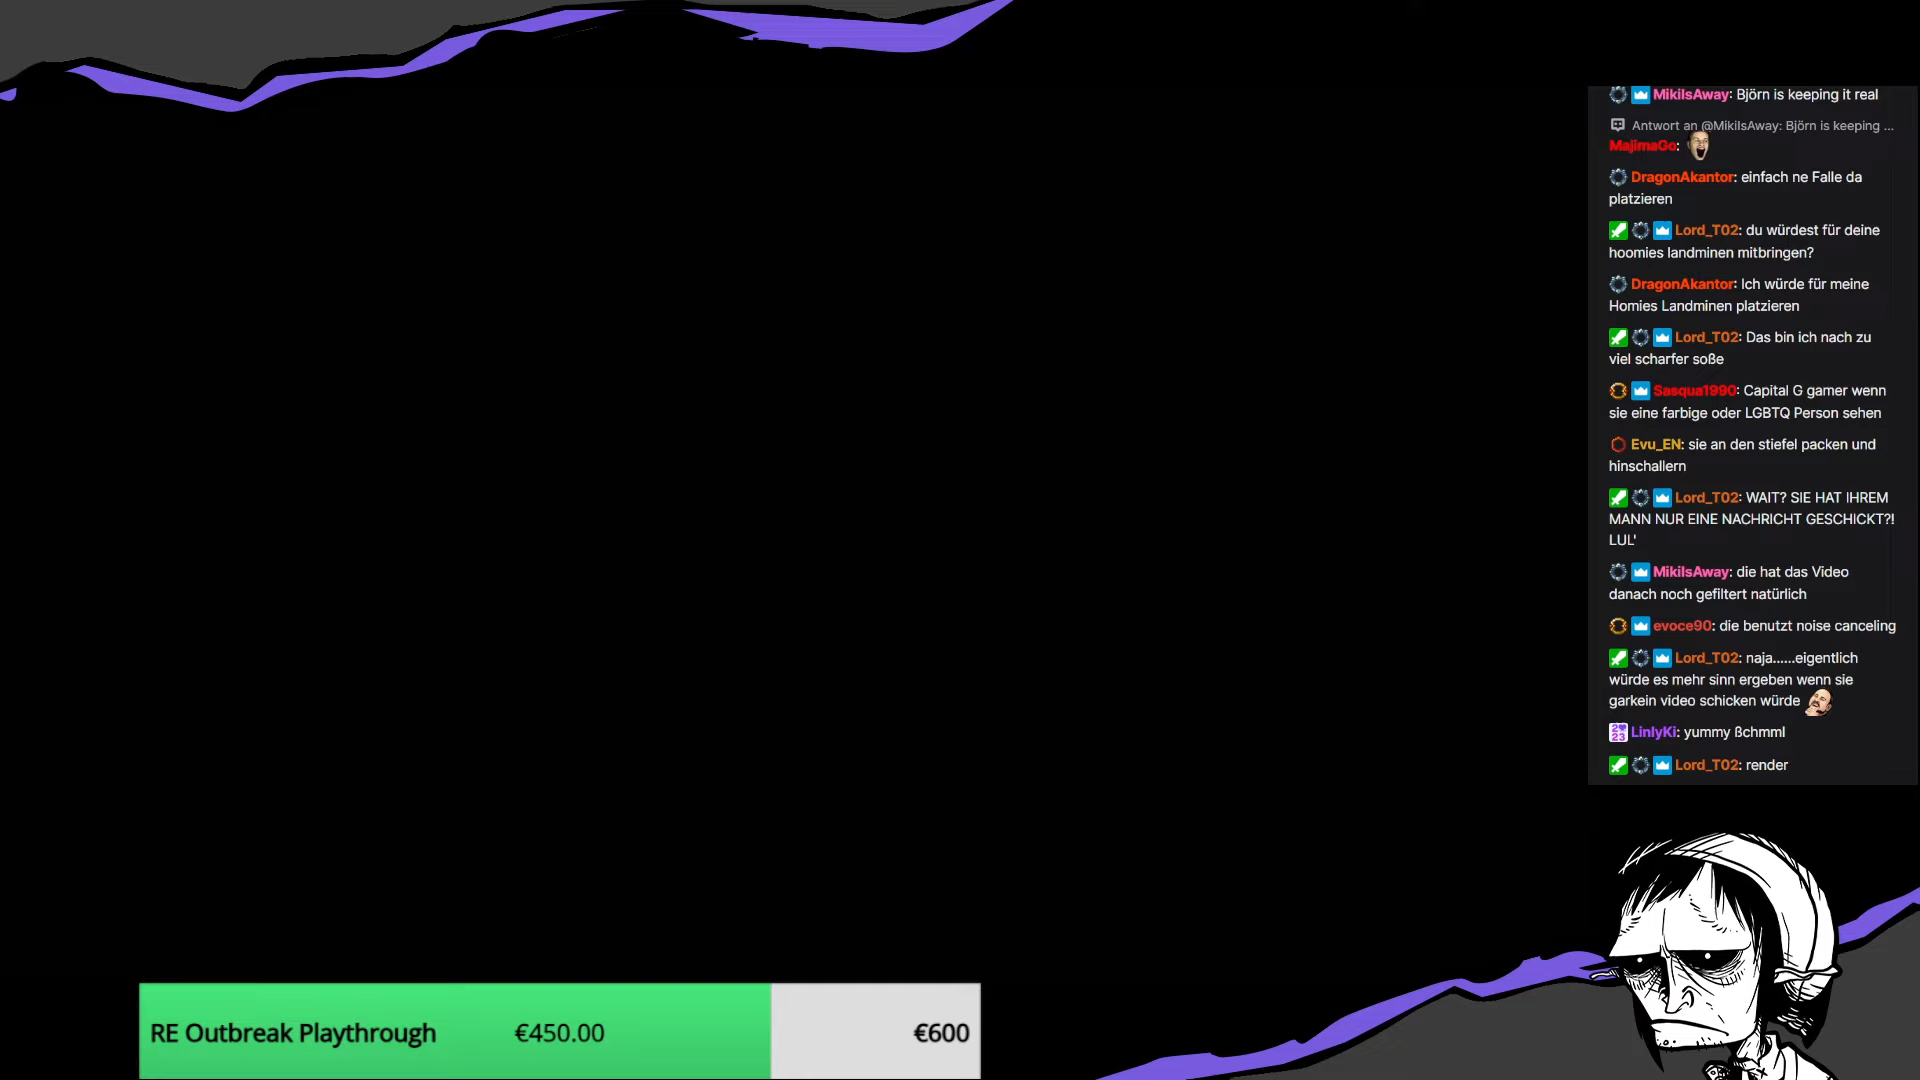 MikiIsAway: Björn is keeping it real
Antwort an @MikiIsAway: Björn is keeping ...
MajimaGo:
DragonAkantor: einfach ne Falle da
platzieren
Lord_T02: du würdest für deine
hoomies landminen mitbringen?
DragonAkantor: Ich würde für meine
Homies Landminen platzieren
Lord_T02: Das bin ich nach zu
viel scharfer soße
Sasqua1990: Capital G gamer wenn
sie eine farbige oder LGBTQ Person sehen
Evu_EN: sie an den stiefel packen und
hinschallern
Lord_T02: WAIT? SIE HAT IHREM
MANN NUR EINE NACHRICHT GESCHICKT?!
LUL'
MikiIsAway: die hat das Video
danach noch gefiltert natürlich
evoce90: die benutzt noise canceling
Lord_T02: naja......eigentlich
würde es mehr sinn ergeben wenn sie
garkein video schicken würde
LinlyKi: yummy ßchmml
Lord_T02: render
RE Outbreak Playthrough €450.00 €600